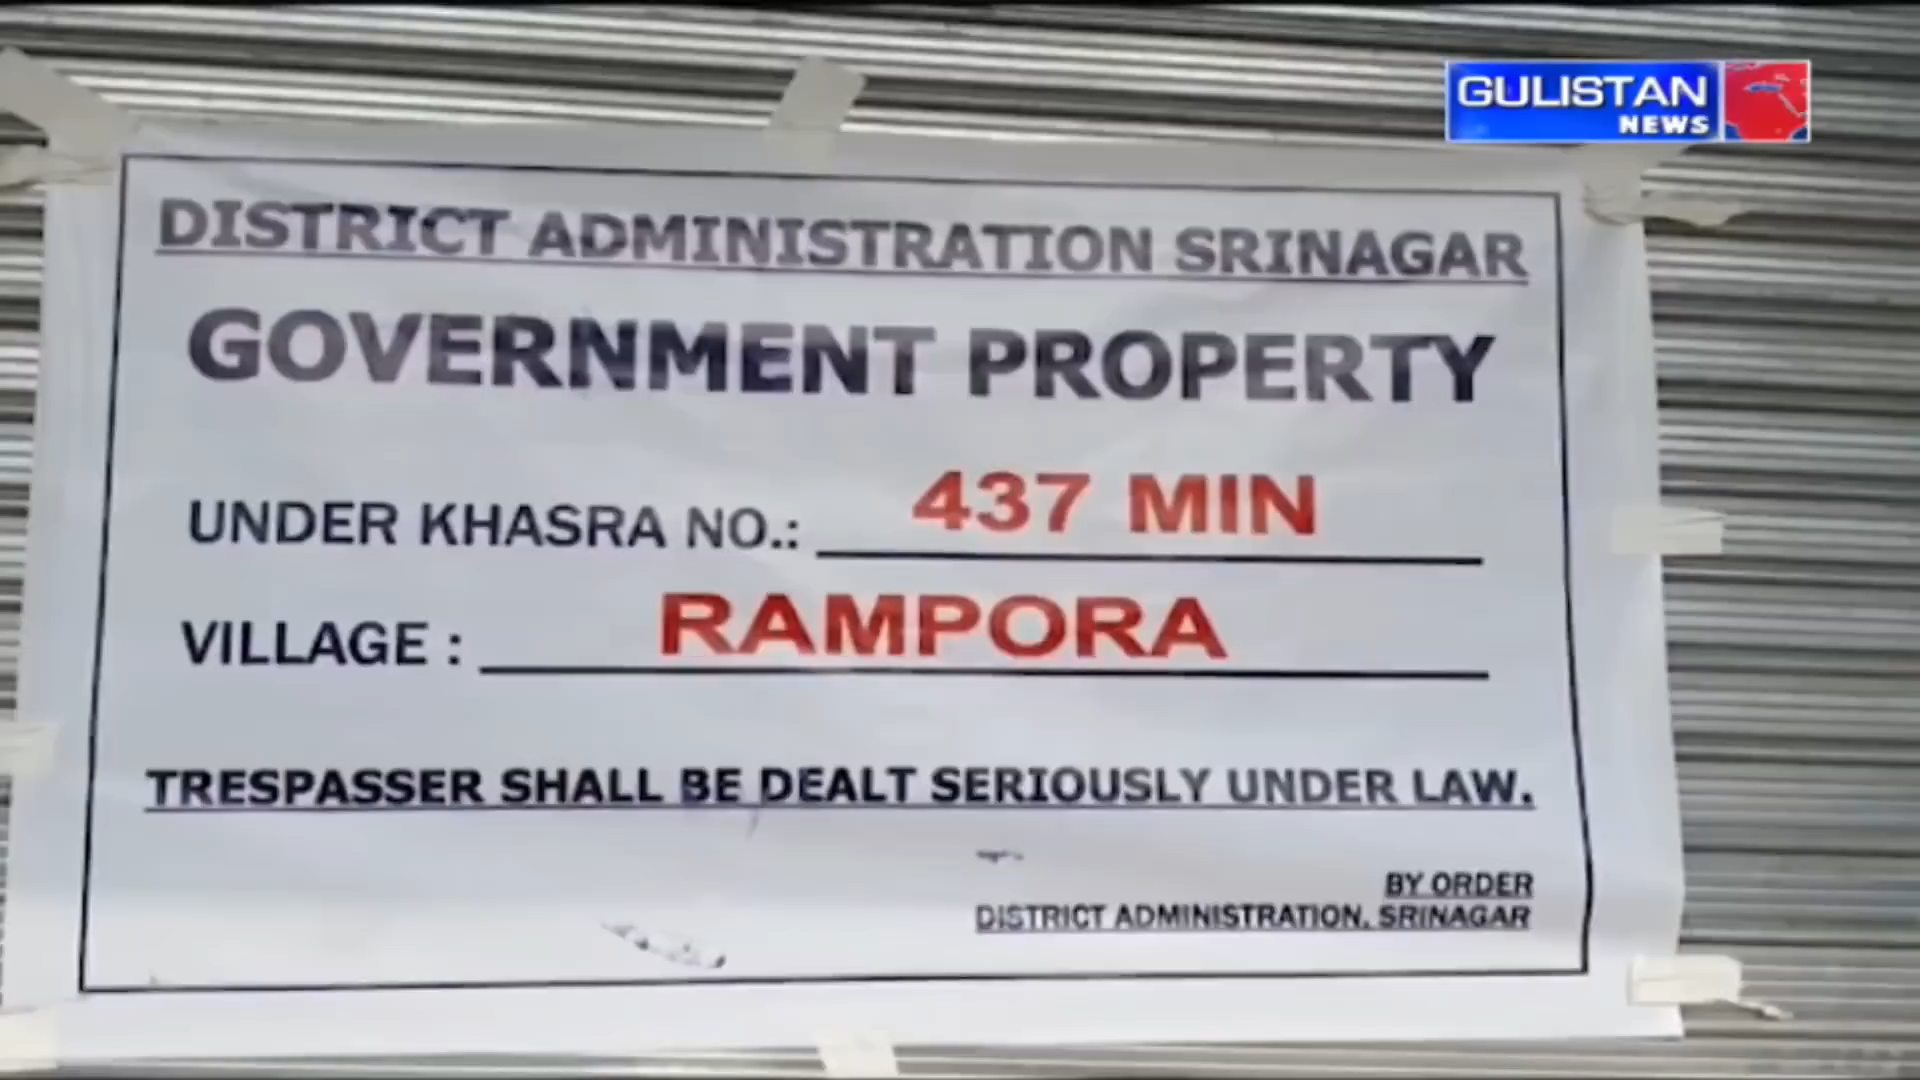 GULISTAN
NEWS
DISTRICT ADMINISTRATION SRINAGAR
GOVERNMENT PROPERTY
UNDER KHASRA NO.: 437 MIN
VILLAGE : RAMPORA
TRESPASSER SHALL BE DEALT SERIOUSLY UNDER LAW.
BY ORDER
DISTRICT ADMINISTRATION, SRINAGAR